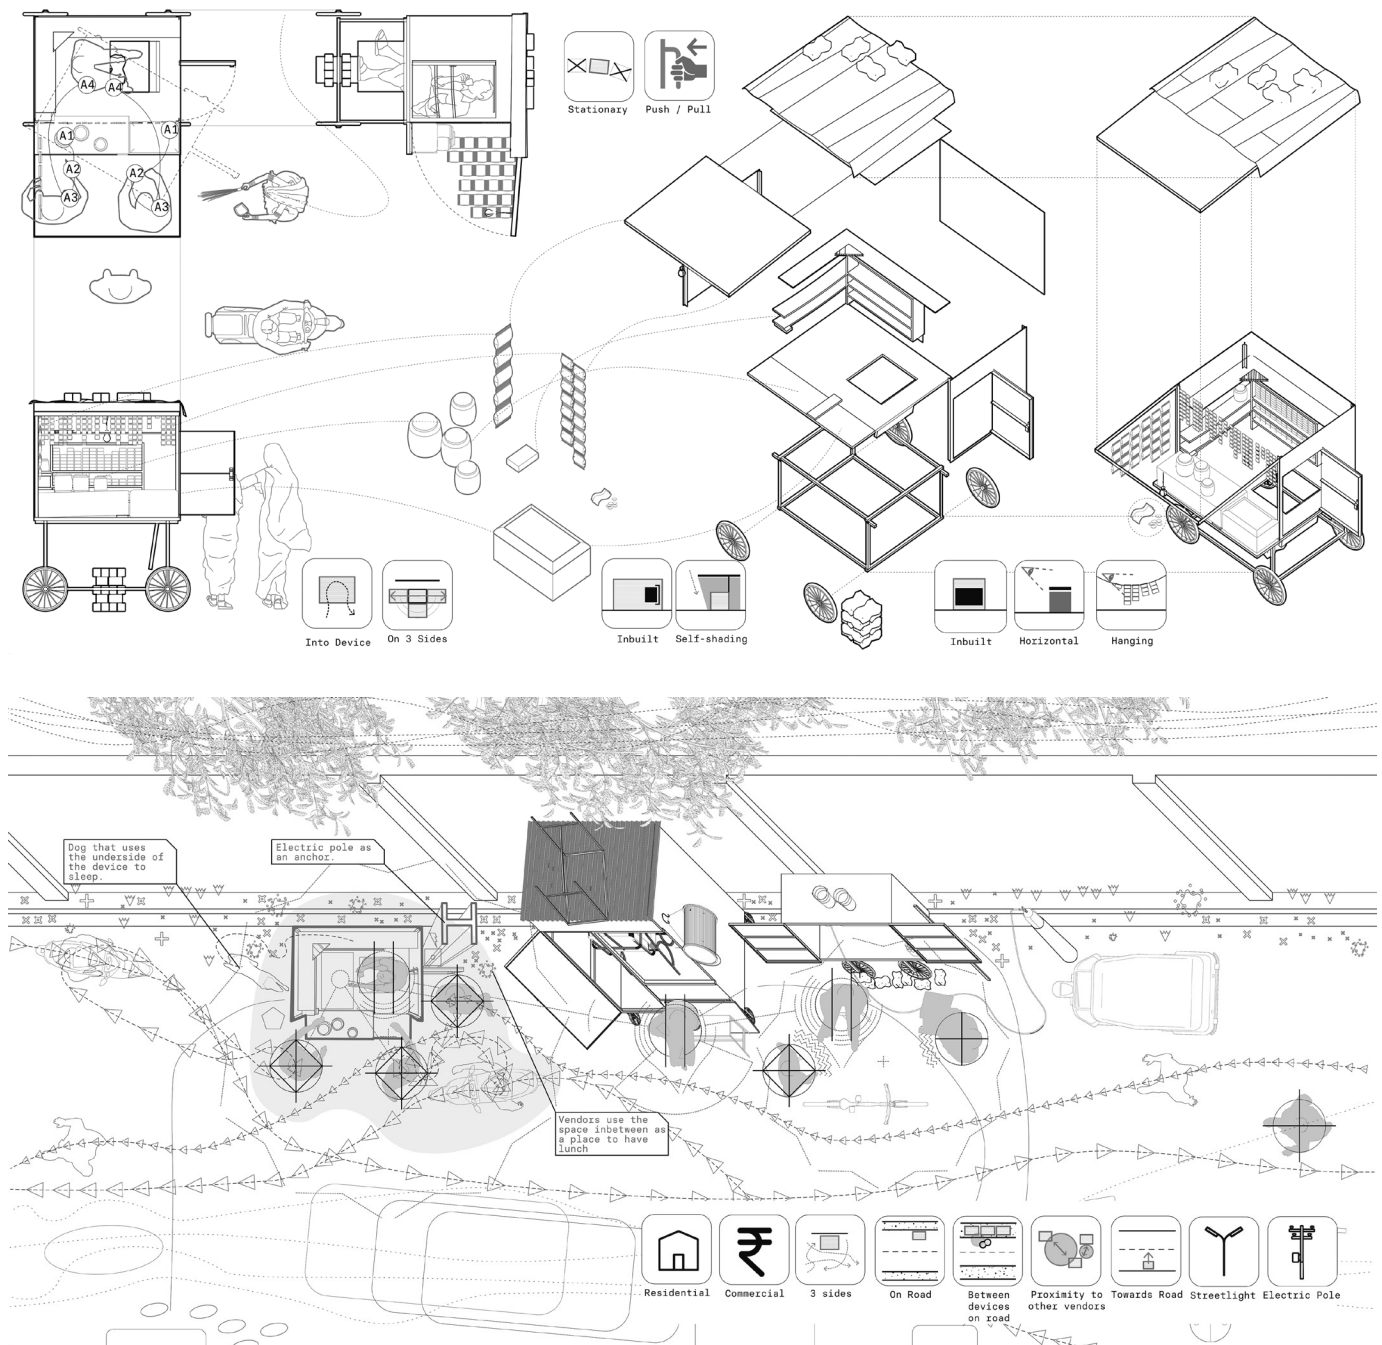 A4
A4
A1
A1
A2
A2
A3
A3
Stationary
Push / Pull
Into Device
On 3 Sides
Inbuilt
Self-shading
Inbuilt
Horizontal
Hanging
Dog that uses
the underside of
the device to
sleep.
Electric pole as
an anchor.
Vendors use the
space inbetween as
a place to have
lunch
₹
Residential
Commercial
3 sides
On Road
Between
devices
on road
Proximity to
other vendors
Towards Road
Streetlight
Electric Pole